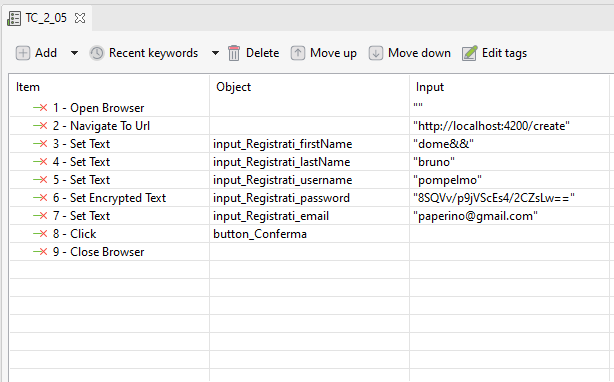 TC_2_05
Add Recent keywords Delete Move up Move down Edit tags
Item Object Input
1 - Open Browser ""
2 - Navigate To Url "http://localhost:4200/create"
3 - Set Text input_Registrati_firstName "dome&&"
4 - Set Text input_Registrati_lastName "bruno"
5 - Set Text input_Registrati_username "pompelmo"
6 - Set Encrypted Text input_Registrati_password "8SQVv/p9jVScEs4/2CZsLw=="
7 - Set Text input_Registrati_email "paperino@gmail.com"
8 - Click button_Conferma
9 - Close Browser